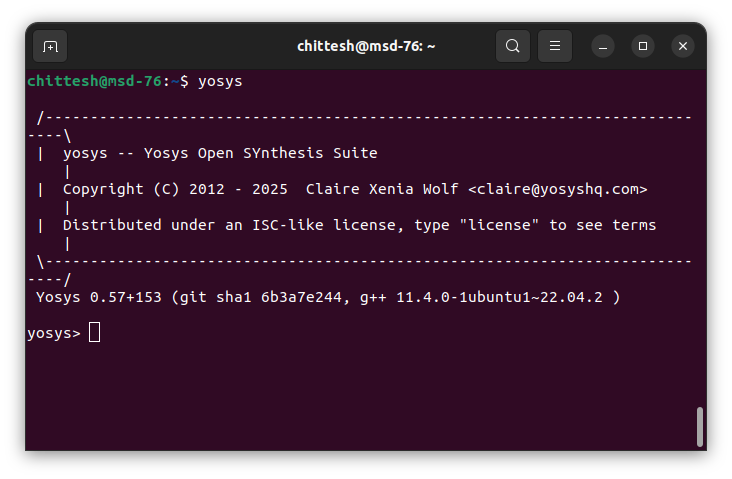 chittesh@msd-76: ~
chittesh@msd-76:~$ yosys
 /------------------------------------------------------------------------
----\
 |  yosys -- Yosys Open SYnthesis Suite
    |
 |  Copyright (C) 2012 - 2025  Claire Xenia Wolf <claire@yosyshq.com>
    |
 |  Distributed under an ISC-like license, type "license" to see terms
    |
 \------------------------------------------------------------------------
----/
 Yosys 0.57+153 (git sha1 6b3a7e244, g++ 11.4.0-1ubuntu1~22.04.2 )
yosys>